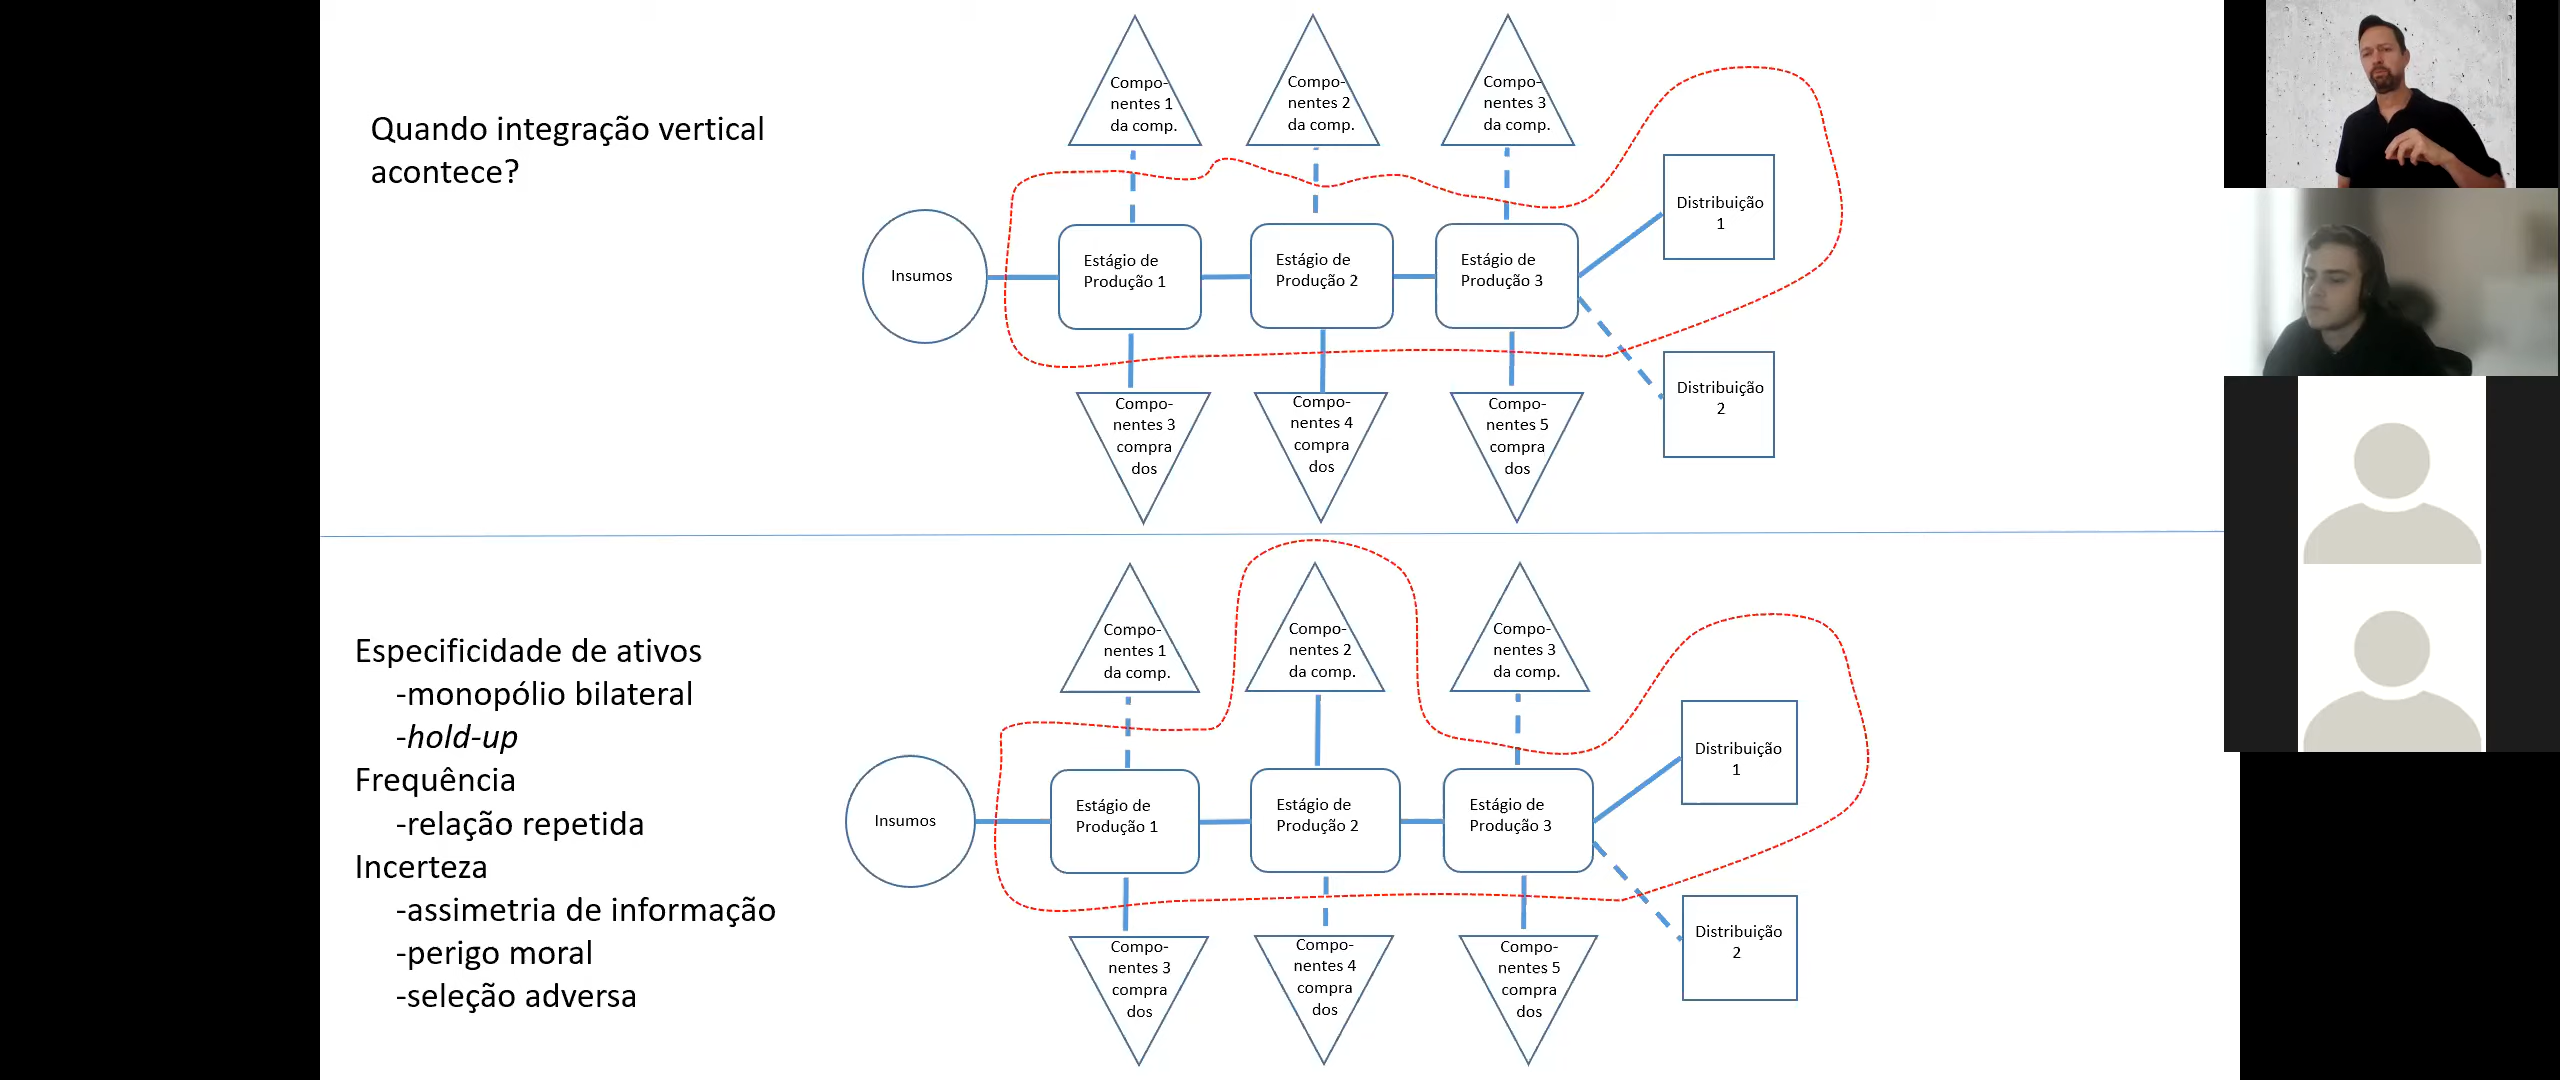 Quando integração vertical
acontece?
Compo-
nentes 1
da comp.
Compo-
nentes 2
da comp.
Compo-
nentes 3
da comp.
Insumos
Estágio de
Produção 1
Estágio de
Produção 2
Estágio de
Produção 3
Distribuição
1
Distribuição
2
Compo-
nentes 3
compra
dos
Compo-
nentes 4
compra
dos
Compo-
nentes 5
compra
dos
Especificidade de ativos
-monopólio bilateral
-hold-up
Frequência
-relação repetida
Incerteza
-assimetria de informação
-perigo moral
-seleção adversa
Compo-
nentes 1
da comp.
Compo-
nentes 2
da comp.
Compo-
nentes 3
da comp.
Insumos
Estágio de
Produção 1
Estágio de
Produção 2
Estágio de
Produção 3
Distribuição
1
Distribuição
2
Compo-
nentes 3
compra
dos
Compo-
nentes 4
compra
dos
Compo-
nentes 5
compra
dos